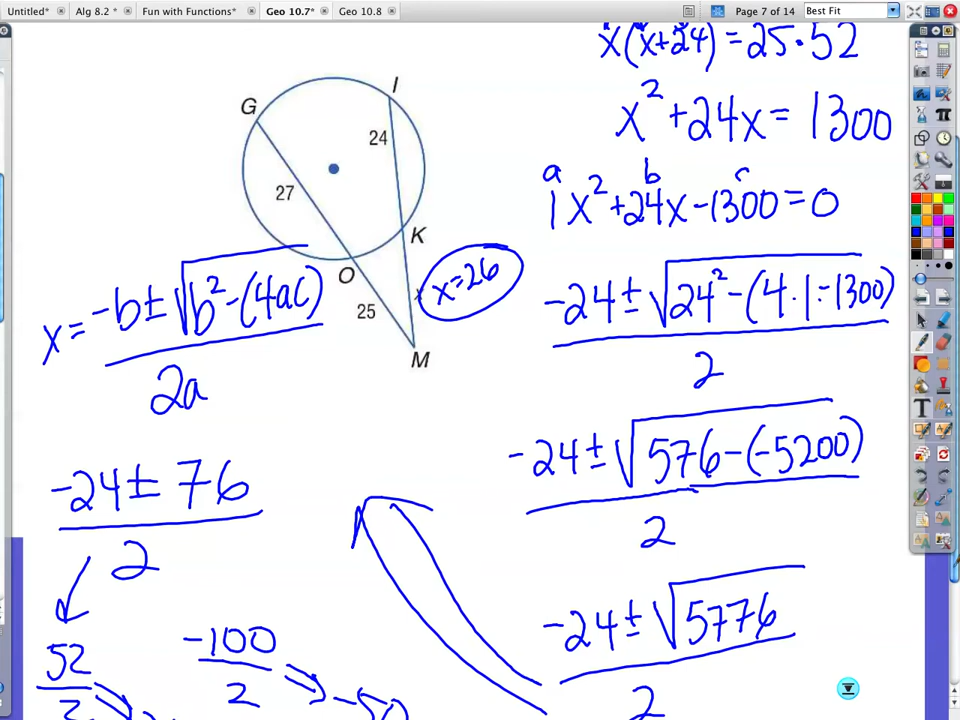 Untitled* Alg 8.2 * Fun with Functions* Geo 10.7* Geo 10.8 Page 7 of 14 Best Fit
x(x+24) = 25·52
x² +24x = 1300
a b c
1x² +24x -1300 = 0
G
I
24
27
K
O
x=26
25
M
x = -b ± √b² -(4ac)
2a
-24 ± √24² -(4·1·-1300)
2
-24 ± √576 -(-5200)
2
-24 ± 76
2
-24 ± √5776
2
52
2
-100
2
-50